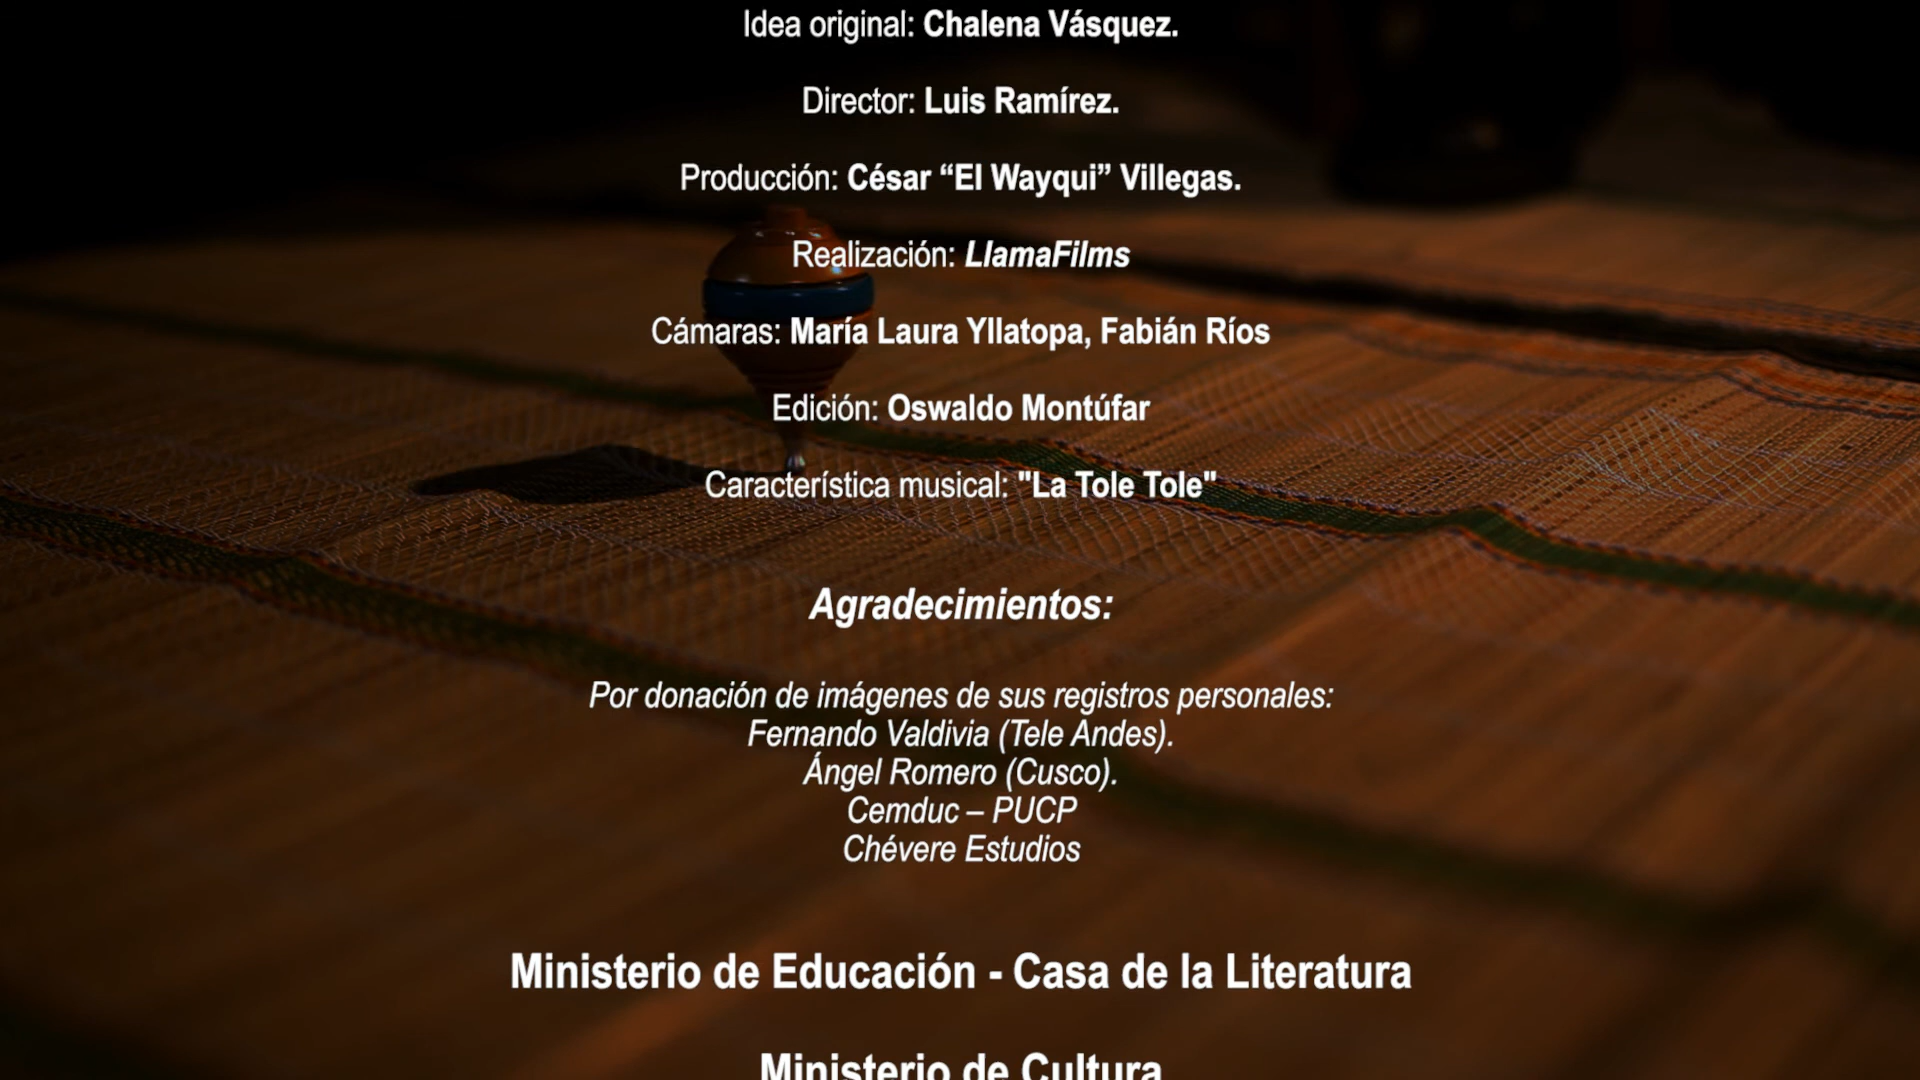 Idea original: Chalena Vásquez.
Director: Luis Ramírez.
Producción: César “El Wayqui” Villegas.
Realización: LlamaFilms
Cámaras: María Laura Yllatopa, Fabián Ríos
Edición: Oswaldo Montúfar
Característica musical: "La Tole Tole"
Agradecimientos:
Por donación de imágenes de sus registros personales:
Fernando Valdivia (Tele Andes).
Ángel Romero (Cusco).
Cemduc – PUCP
Chévere Estudios
Ministerio de Educación - Casa de la Literatura
Ministerio de Cultura